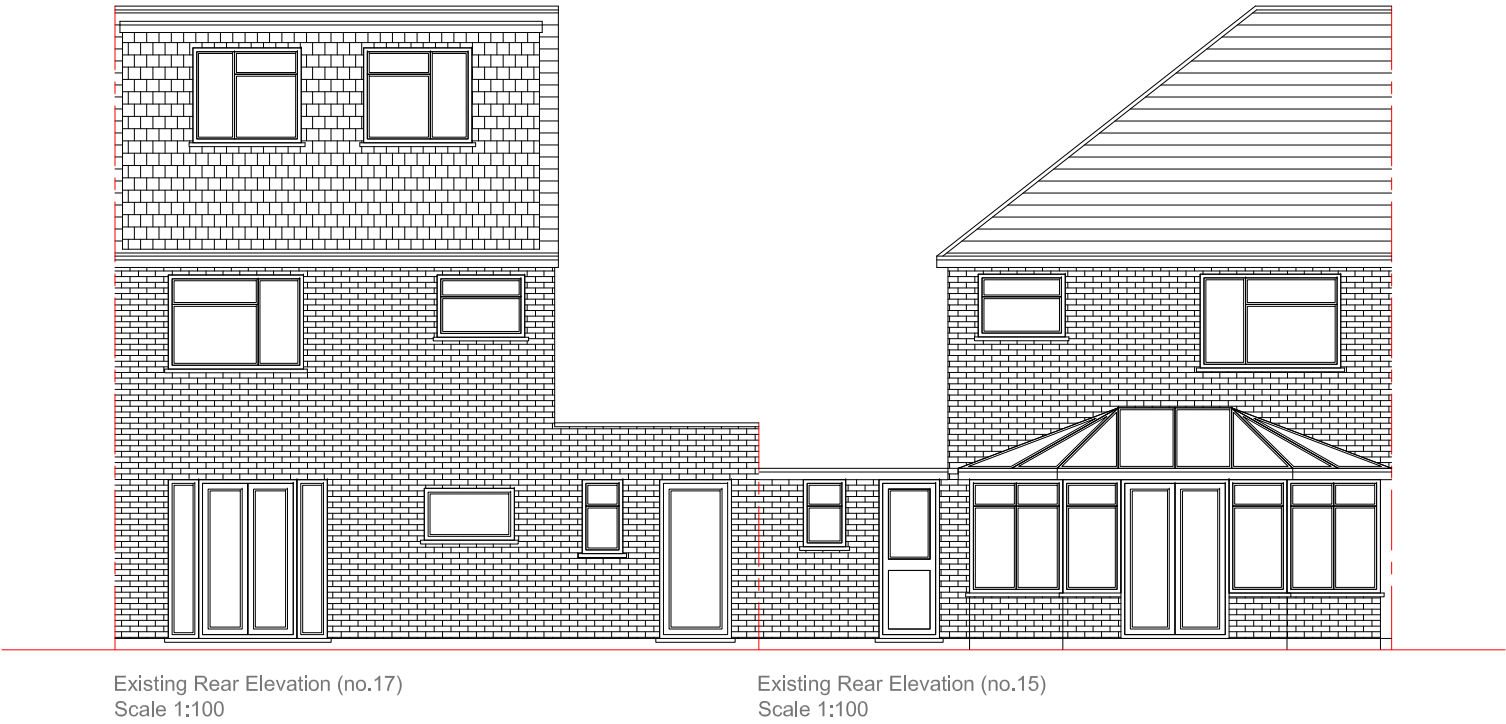 Existing Rear Elevation (no.17)
Scale 1:100
Existing Rear Elevation (no.15)
Scale 1:100